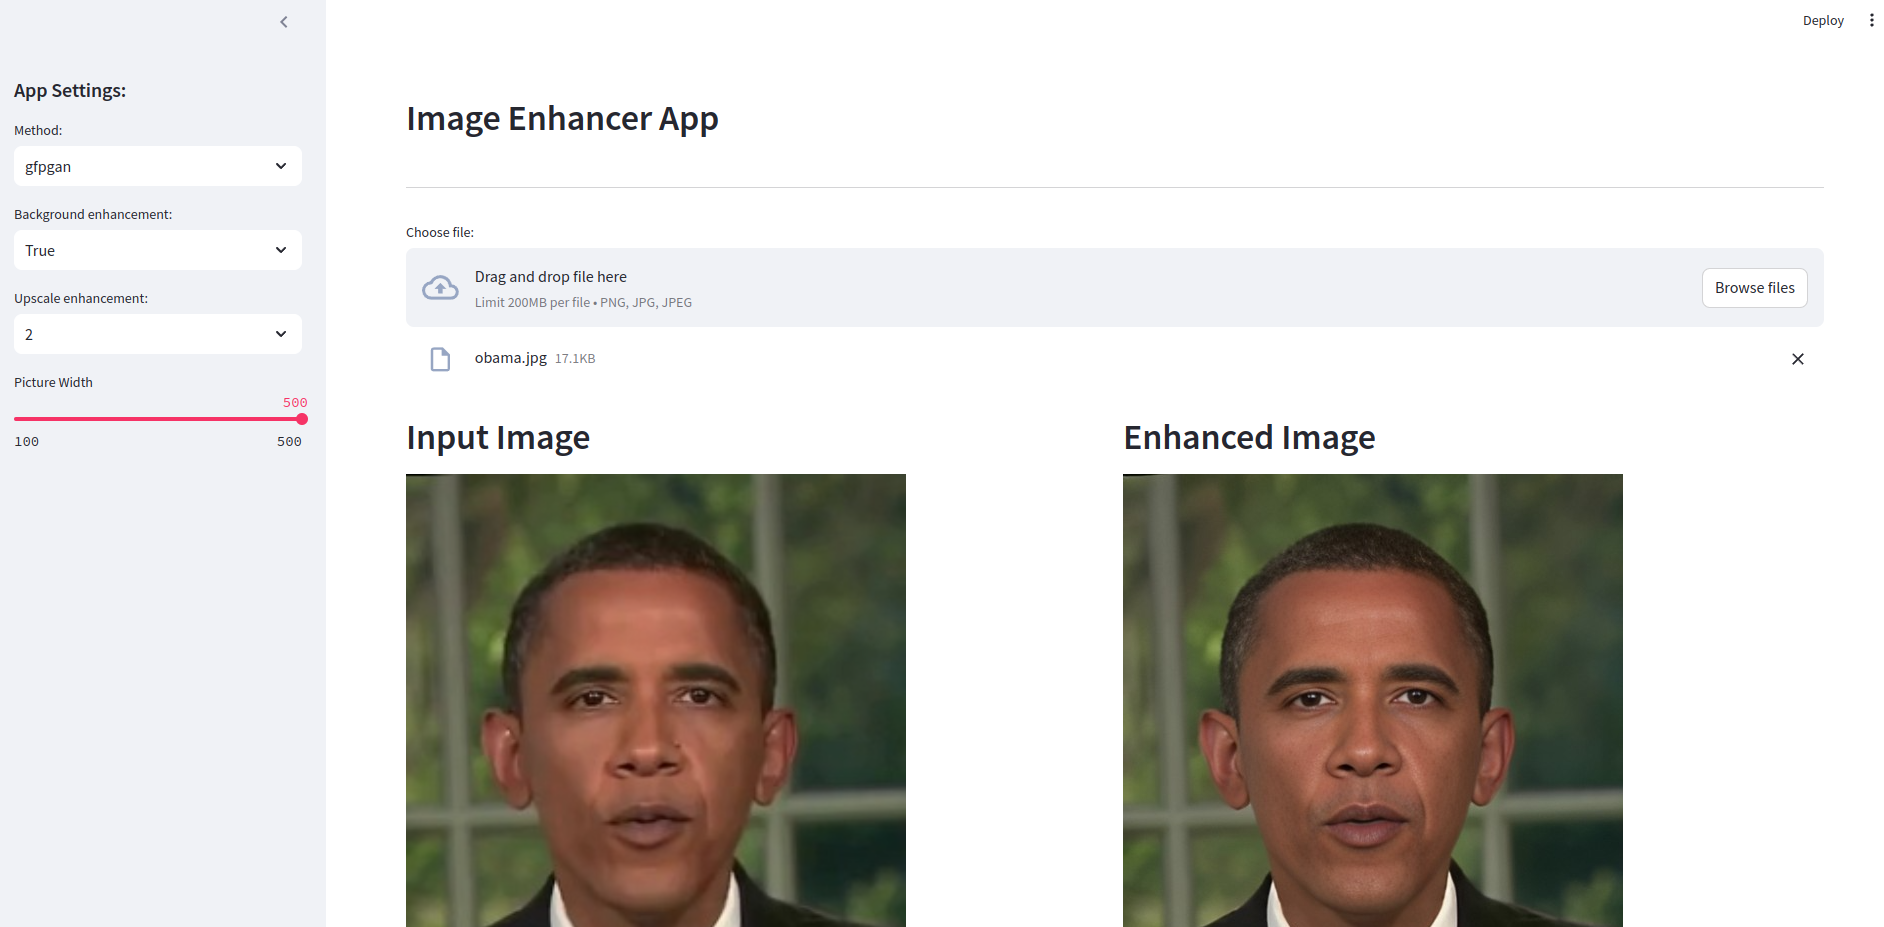 Deploy
App Settings:
Method:
gfpgan
Background enhancement:
True
Upscale enhancement:
2
Picture Width
500
100 500
Image Enhancer App
Choose file:
Drag and drop file here
Limit 200MB per file • PNG, JPG, JPEG
Browse files
obama.jpg 17.1KB
Input Image
Enhanced Image